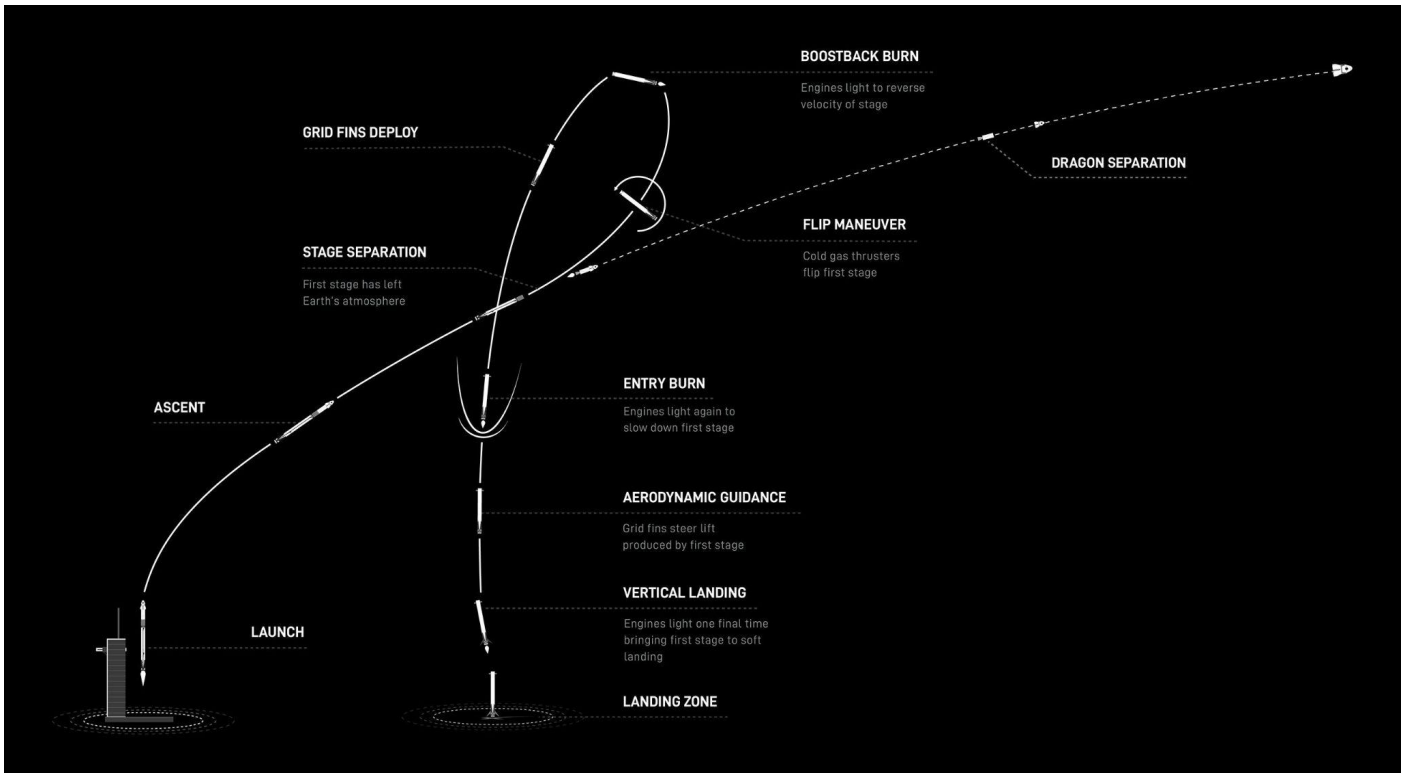 BOOSTBACK BURN
Engines light to reverse
velocity of stage
GRID FINS DEPLOY
DRAGON SEPARATION
FLIP MANEUVER
Cold gas thrusters
flip first stage
STAGE SEPARATION
First stage has left
Earth's atmosphere
ENTRY BURN
Engines light again to
slow down first stage
ASCENT
AERODYNAMIC GUIDANCE
Grid fins steer lift
produced by first stage
VERTICAL LANDING
Engines light one final time
bringing first stage to soft
landing
LAUNCH
LANDING ZONE